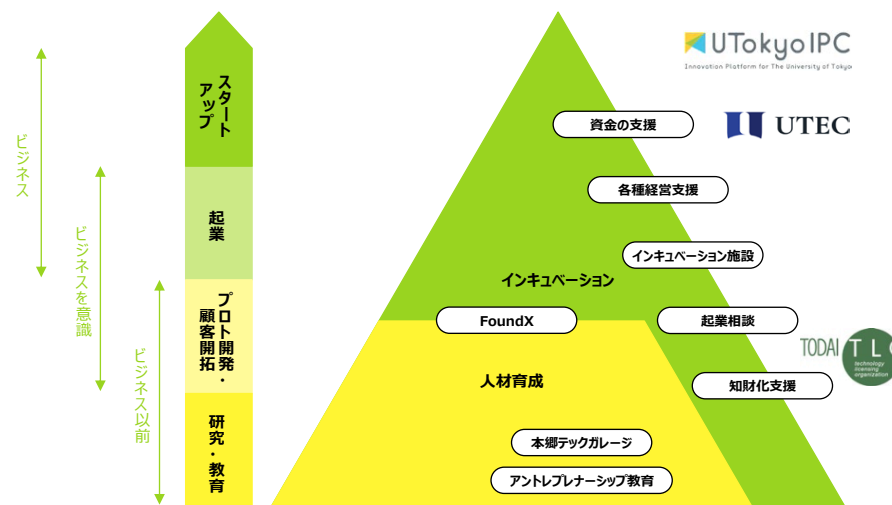 ビジネス
ビジネスを意識
ビジネス以前
スタート
アップ
起業
プロト開発・
顧客開拓
研究・教育
UTokyoIPC
Innovation Platform for The University of Tokyo
資金の支援
UTEC
各種経営支援
インキュベーション施設
インキュベーション
FoundX
起業相談
TODAI TLO
technology
licensing
organization
人材育成
知財化支援
本郷テックガレージ
アントレプレナーシップ教育